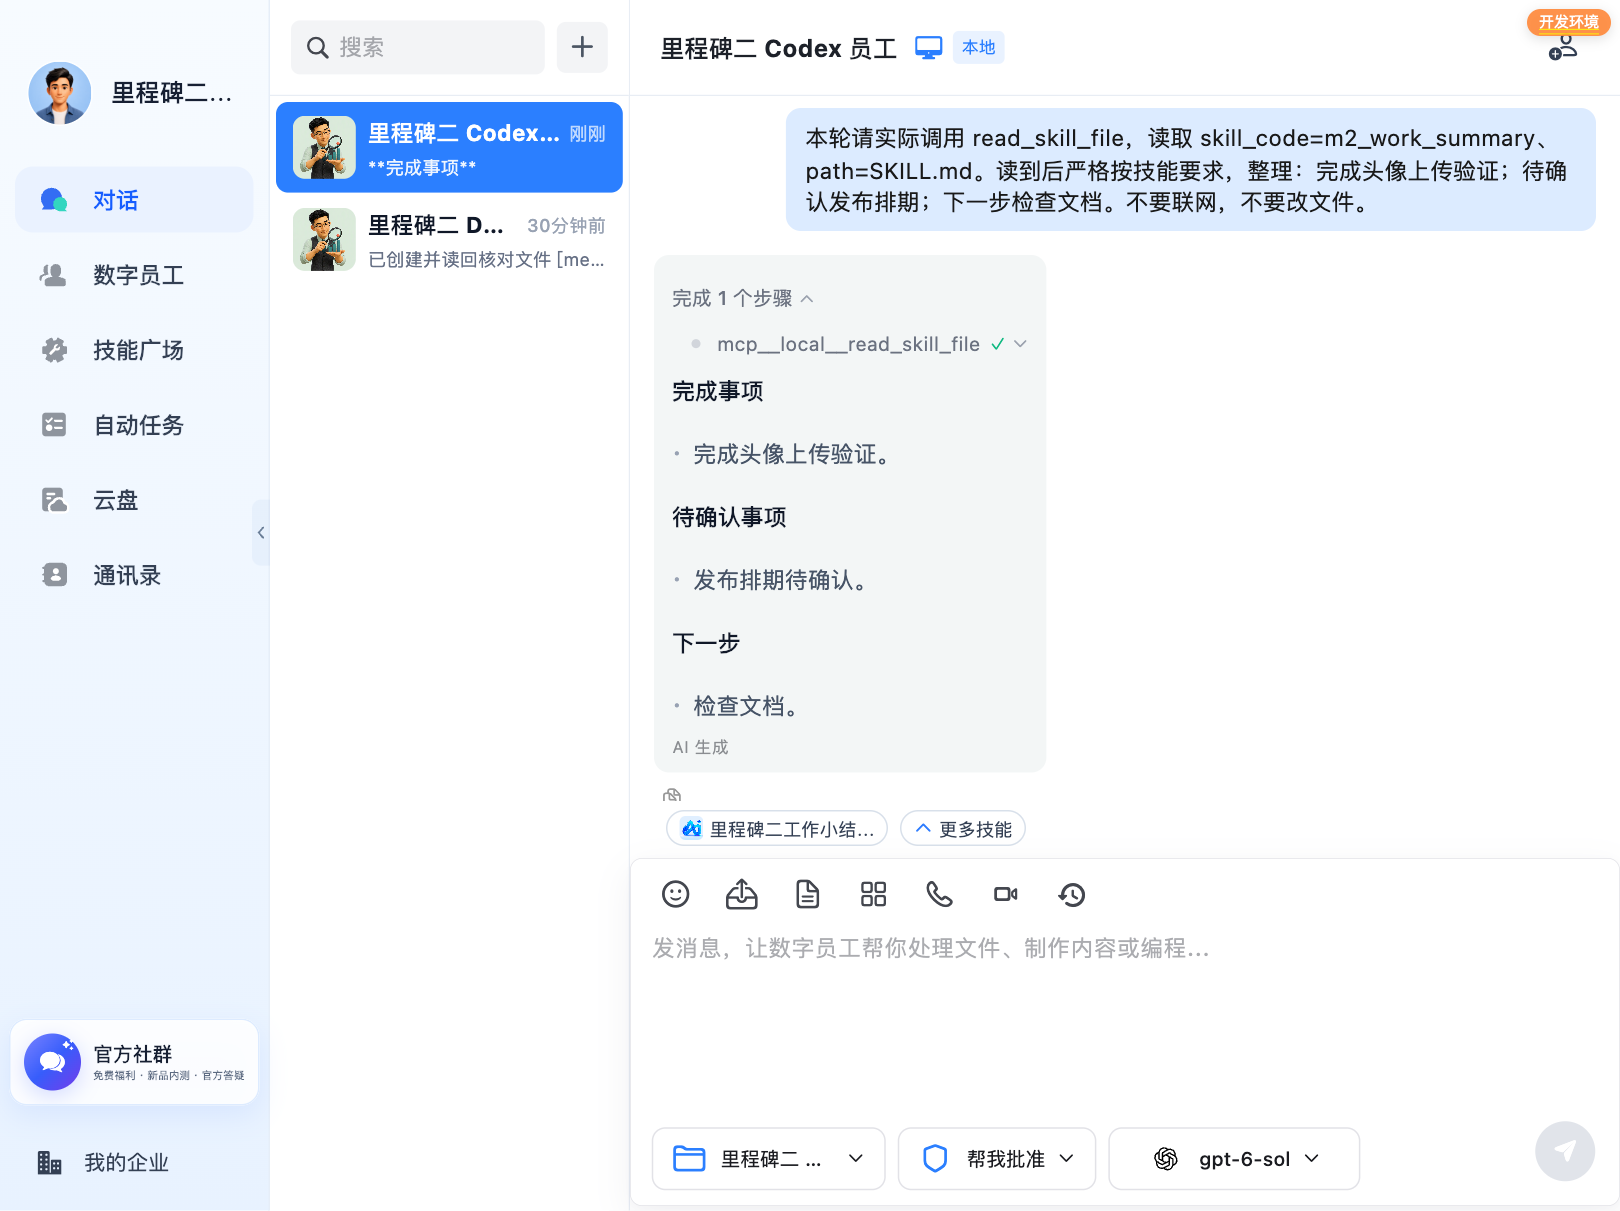 里程碑二...
对话
数字员工
技能广场
自动任务
云盘
通讯录
官方社群
免费福利 · 新品内测 · 官方答疑
我的企业
搜索
里程碑二 Codex... 刚刚
**完成事项**
里程碑二 D... 30分钟前
已创建并读回核对文件 [me...
里程碑二 Codex 员工 本地
开发环境
本轮请实际调用 read_skill_file，读取 skill_code=m2_work_summary、
path=SKILL.md。读到后严格按技能要求，整理：完成头像上传验证；待确
认发布排期；下一步检查文档。不要联网，不要改文件。
完成 1 个步骤
mcp__local__read_skill_file
完成事项
· 完成头像上传验证。
待确认事项
· 发布排期待确认。
下一步
· 检查文档。
AI 生成
里程碑二工作小结...
更多技能
发消息，让数字员工帮你处理文件、制作内容或编程...
里程碑二 ...
帮我批准
gpt-6-sol